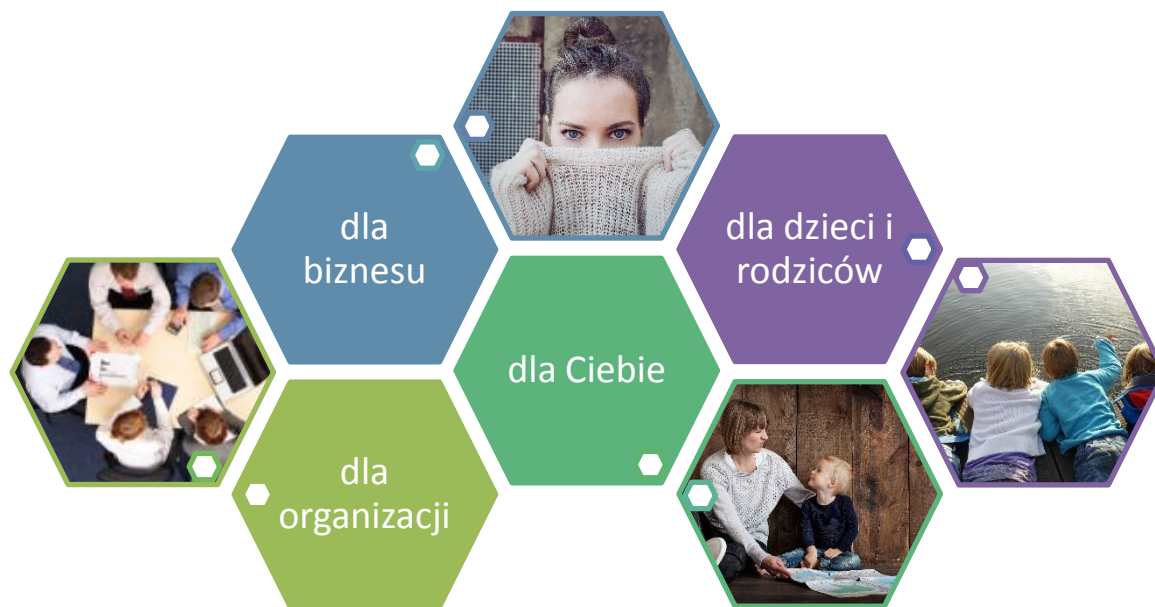 dla
biznesu
dla dzieci i
rodziców
dla Ciebie
dla
organizacji